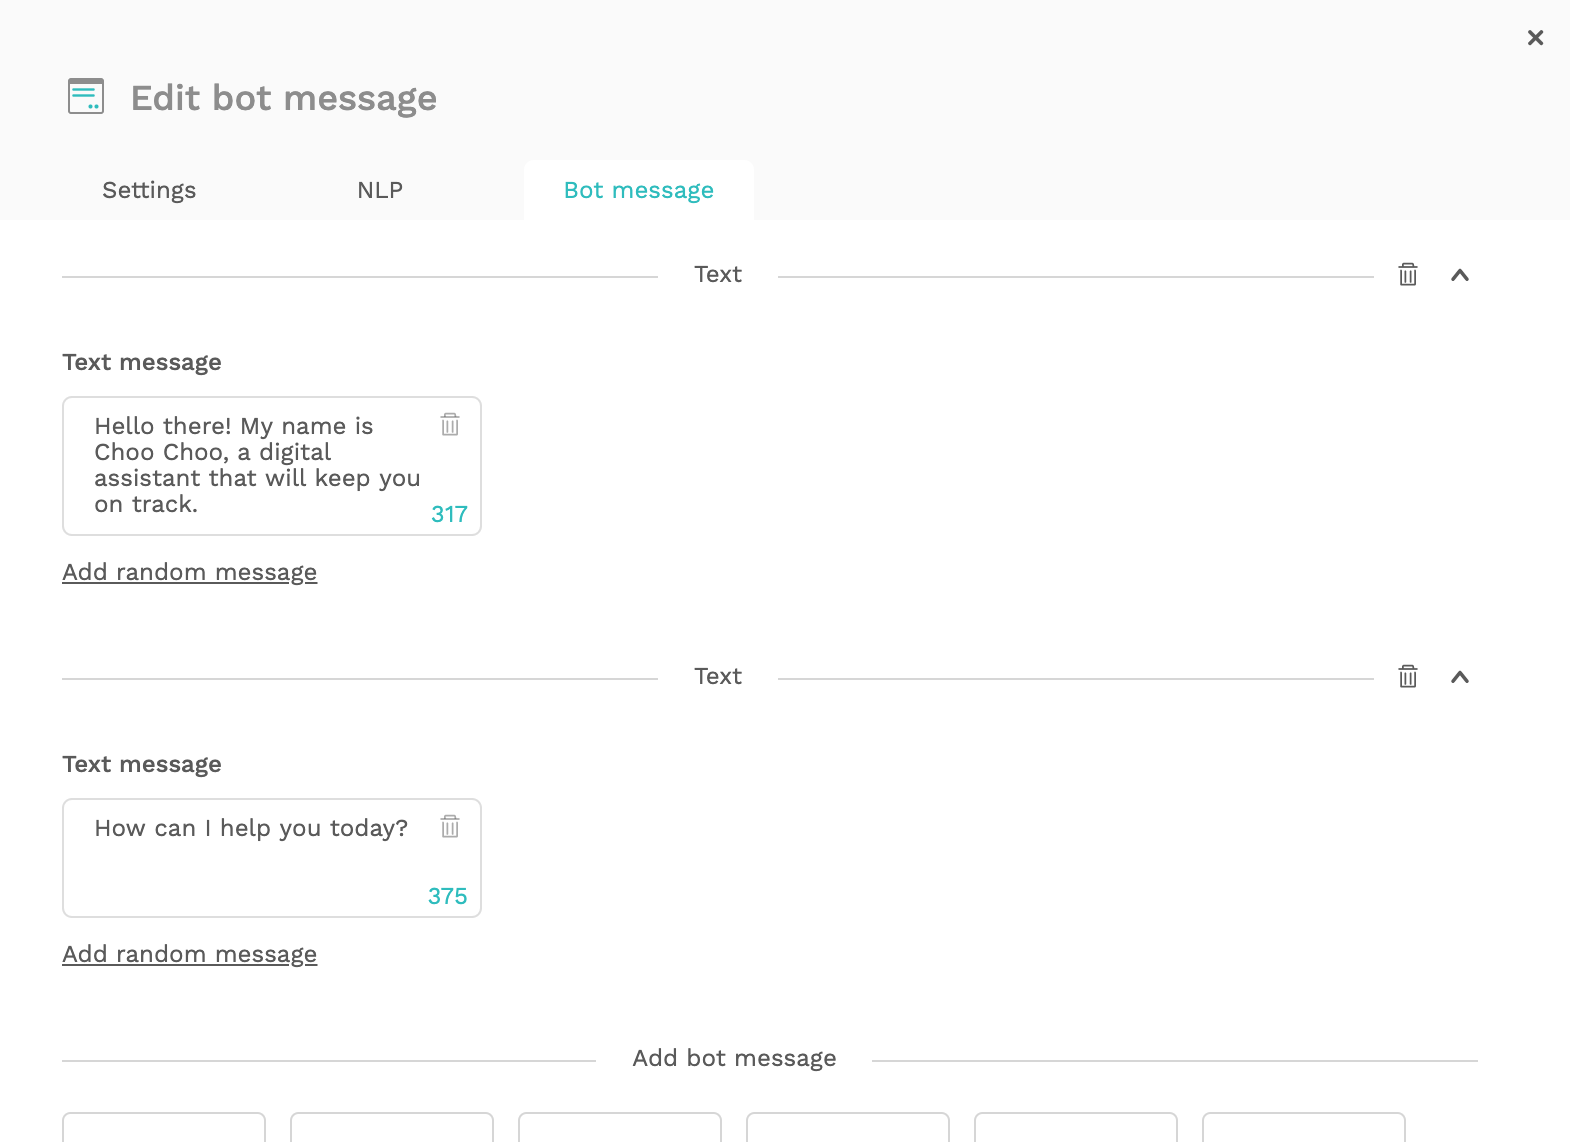 Edit bot message
Settings
NLP
Bot message
Text
Text message
Hello there! My name is
Choo Choo, a digital
assistant that will keep you
on track.
317
Add random message
Text
Text message
How can I help you today?
375
Add random message
Add bot message